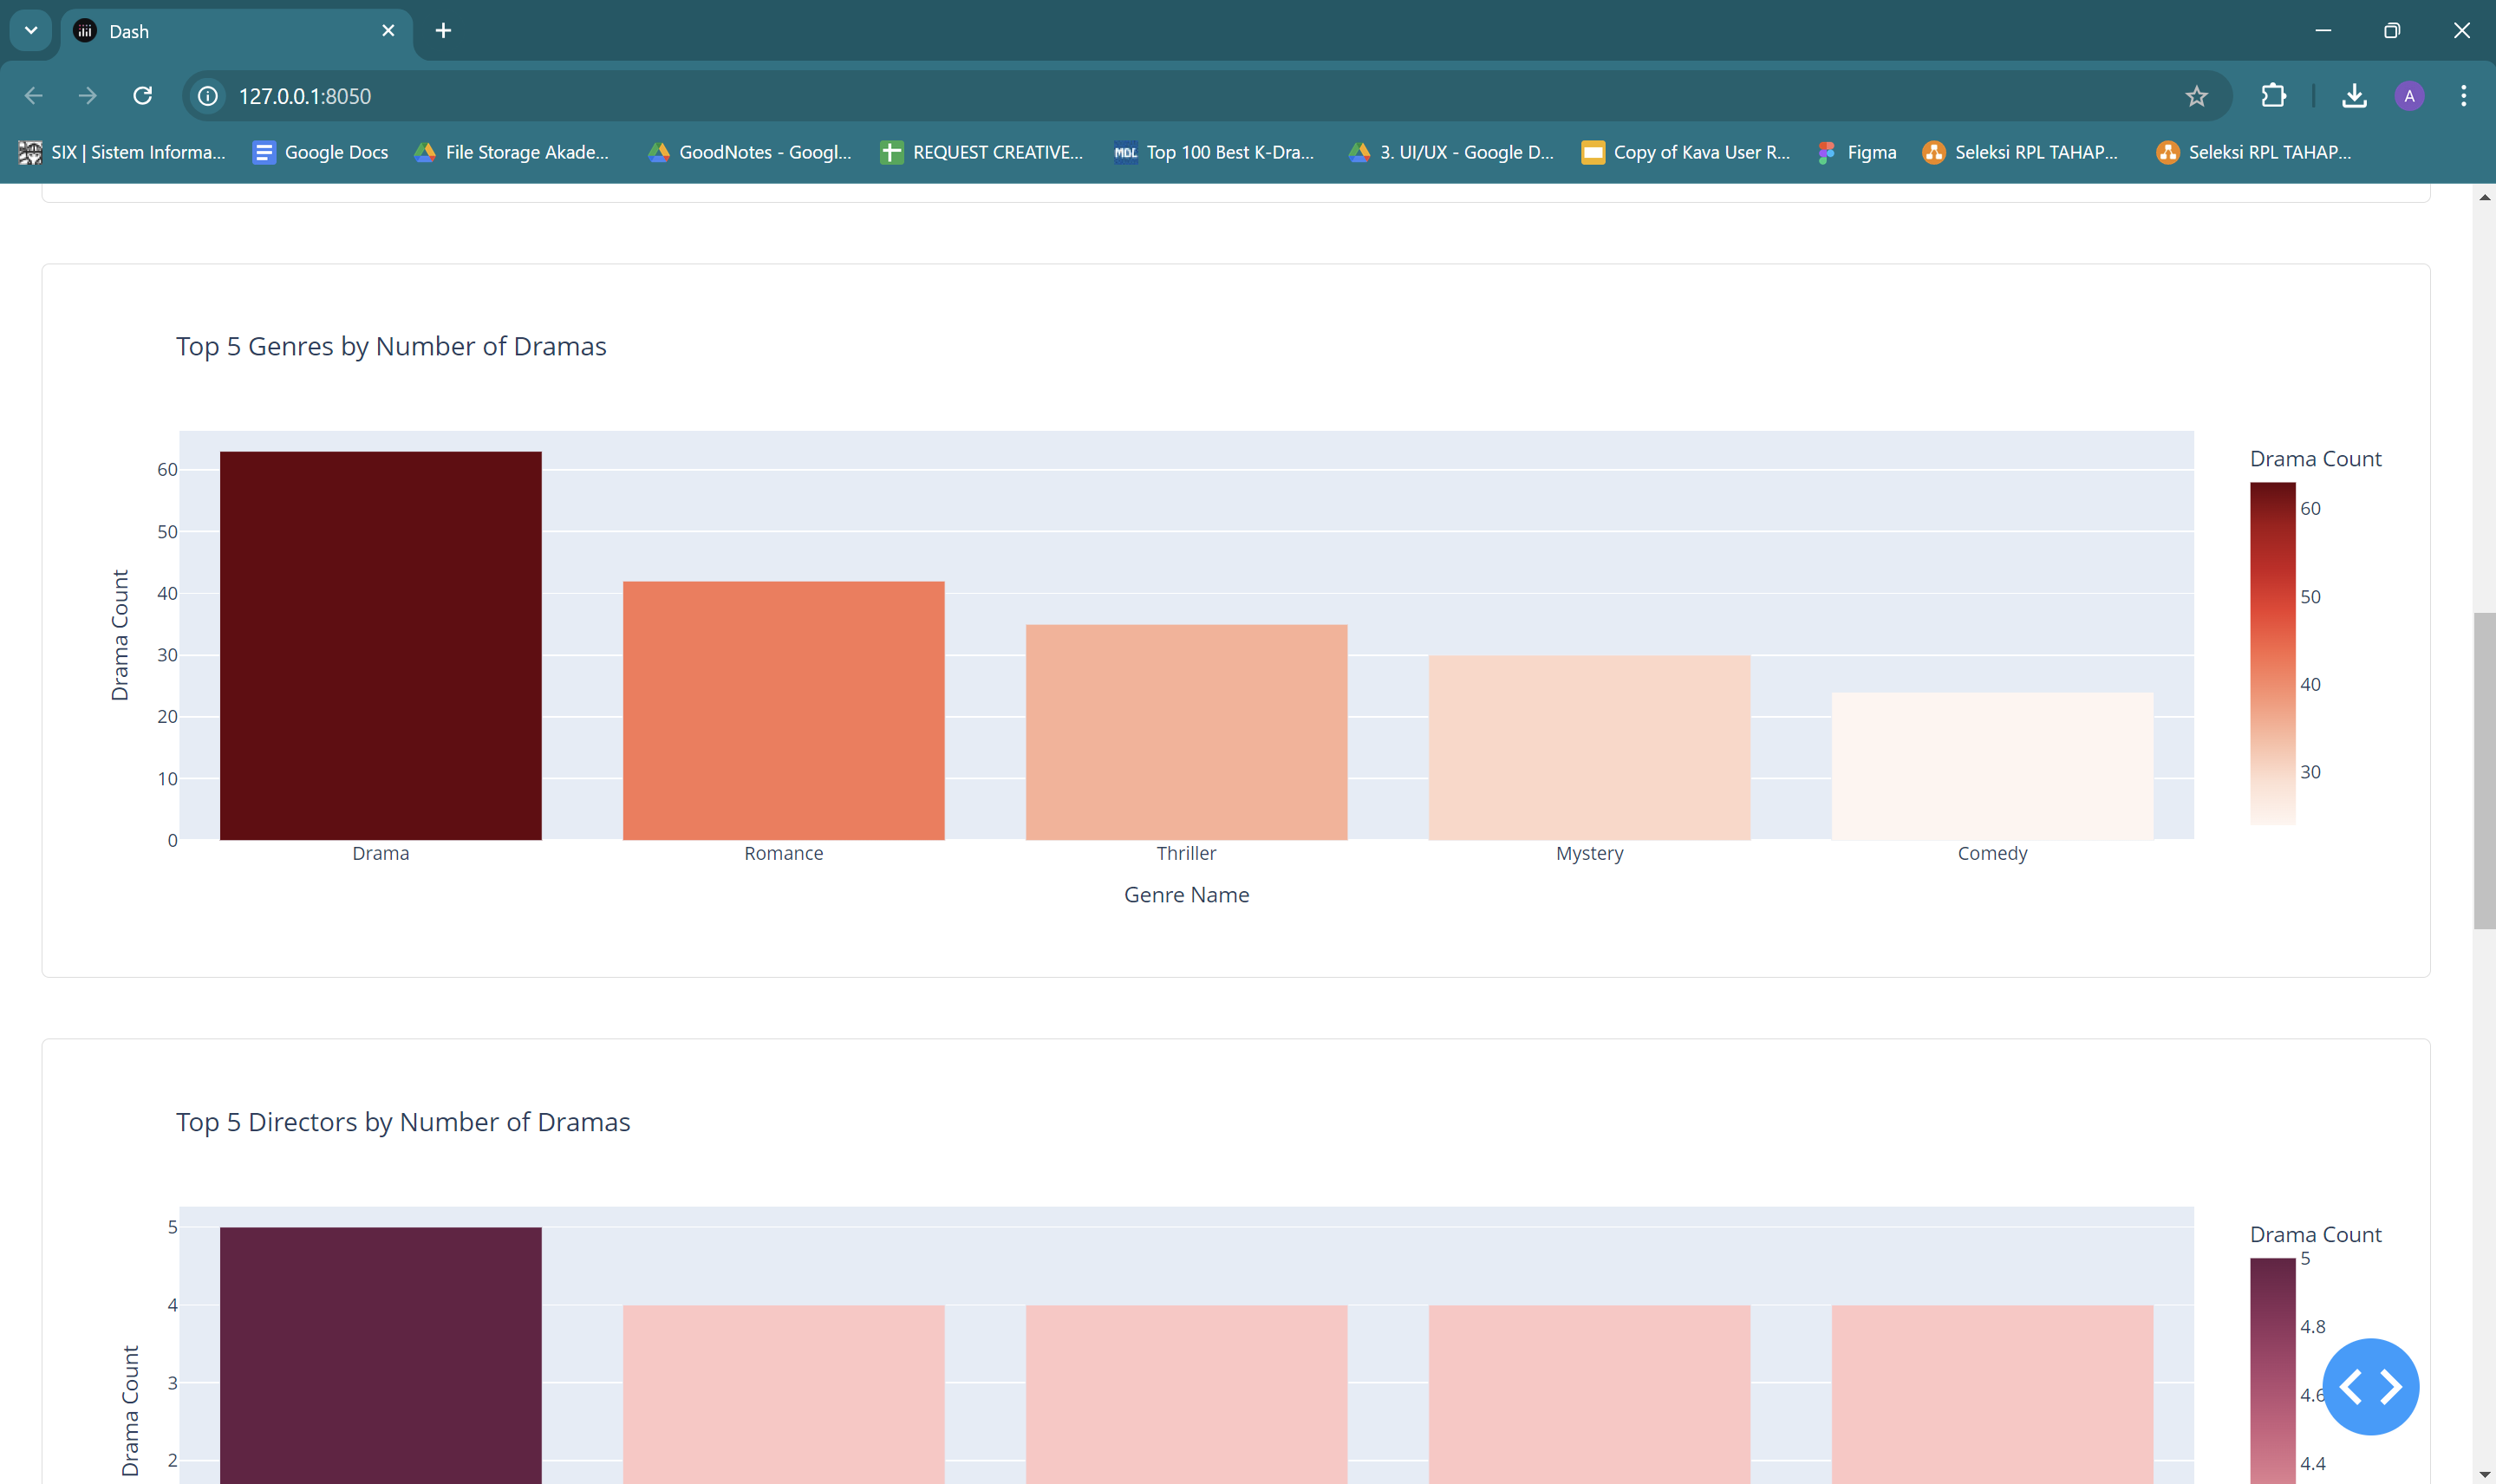 Dash
127.0.0.1:8050
SIX | Sistem Informa...
Google Docs
File Storage Akade...
GoodNotes - Googl...
REQUEST CREATIVE...
MDL
Top 100 Best K-Dra...
3. UI/UX - Google D...
Copy of Kava User R...
Figma
Seleksi RPL TAHAP...
Seleksi RPL TAHAP...
A
Top 5 Genres by Number of Dramas
Drama Count
60
50
40
30
20
10
0
Drama
Romance
Thriller
Mystery
Comedy
Genre Name
Drama Count
60
50
40
30
Top 5 Directors by Number of Dramas
Drama Count
5
4
3
2
Drama Count
5
4.8
4.6
4.4